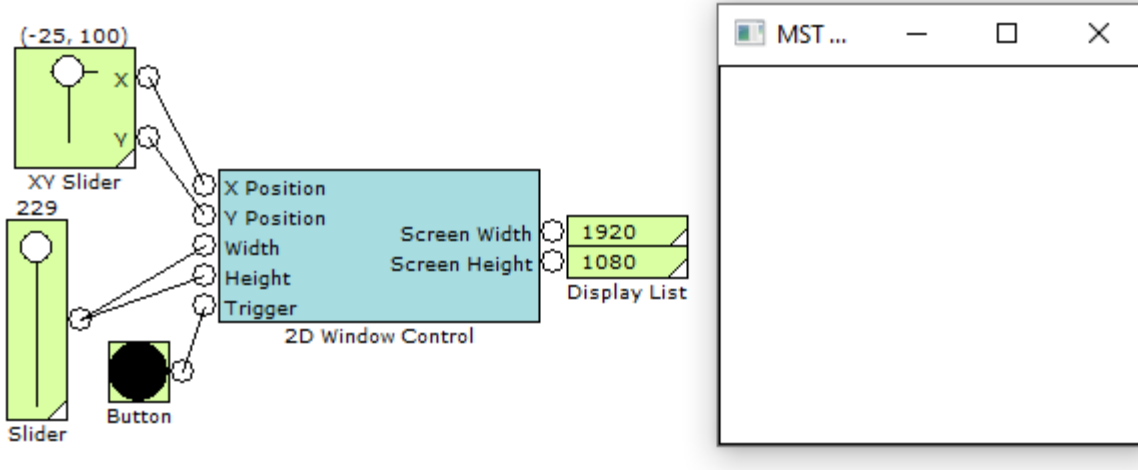 (-25, 100)
X
Y
XY Slider
229
Slider
Button
X Position
Y Position
Width
Height
Trigger
Screen Width
Screen Height
2D Window Control
1920
1080
Display List
MST ...